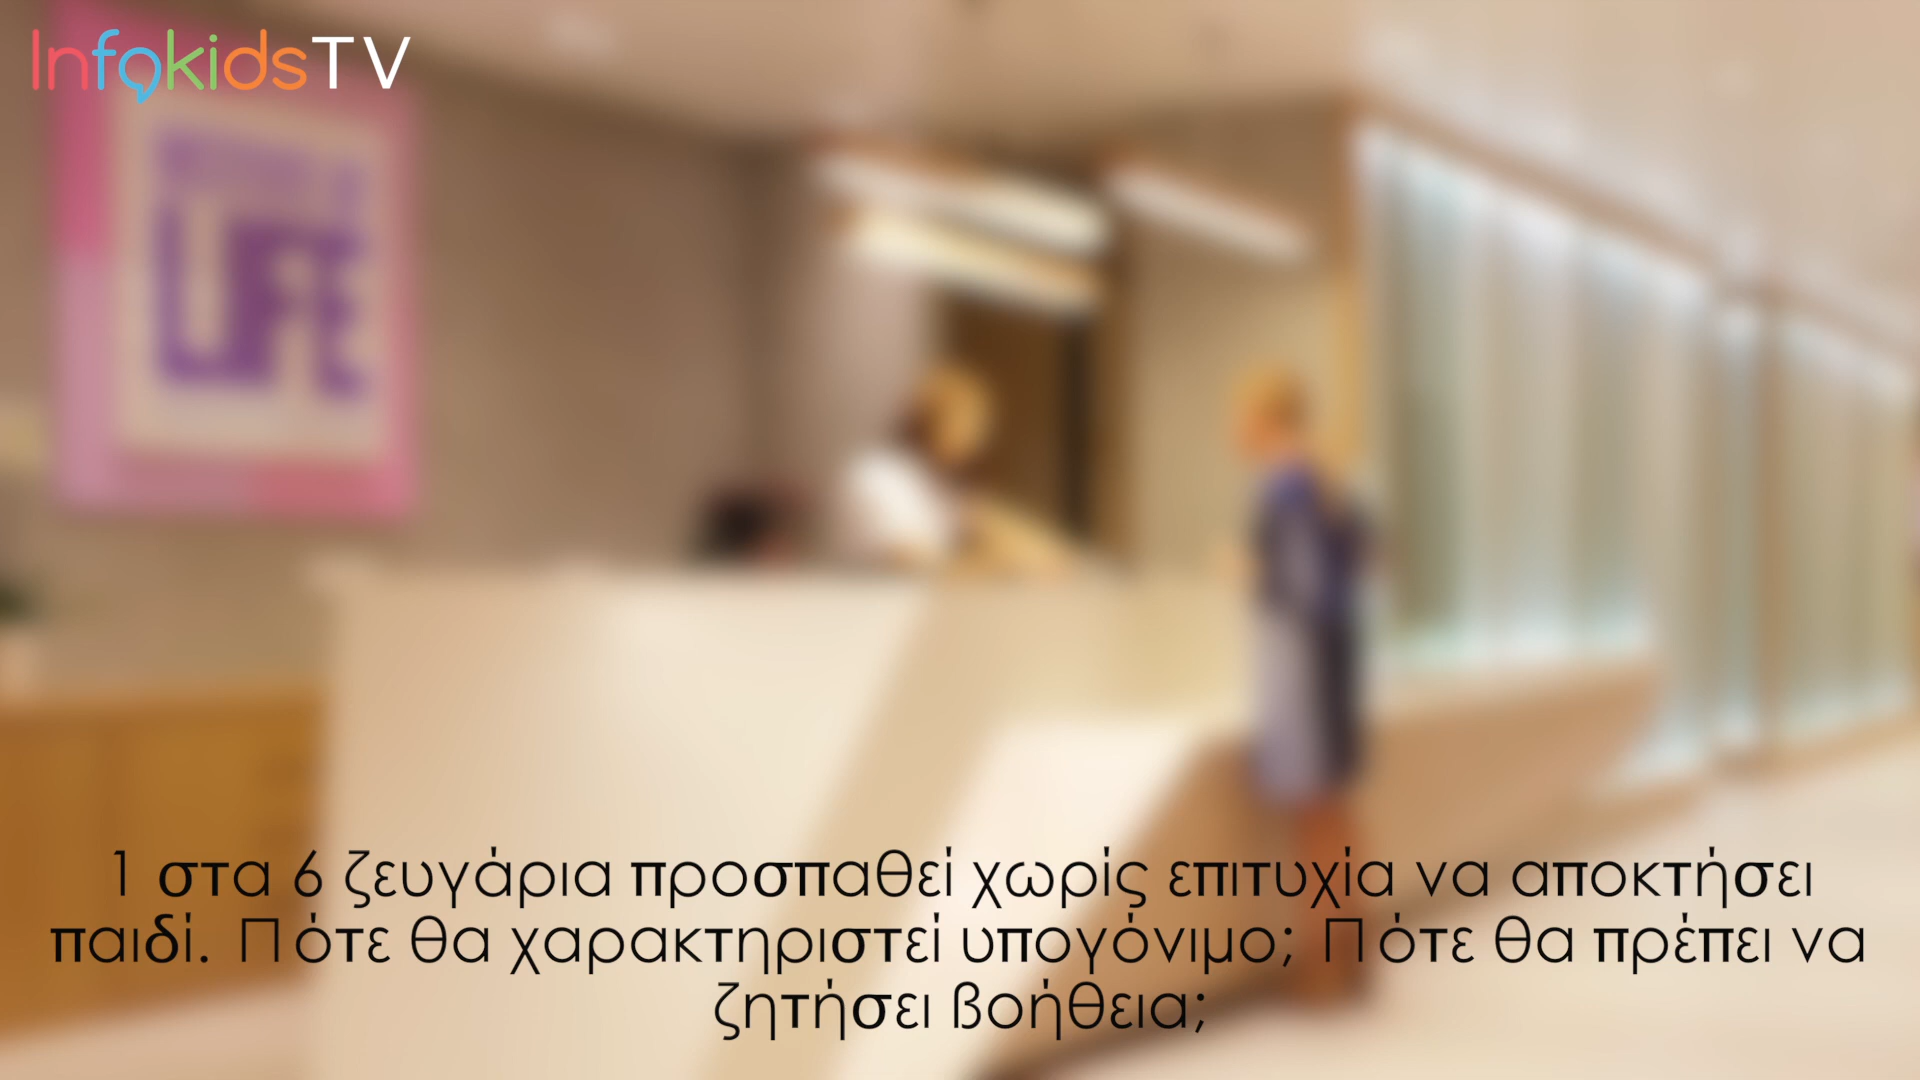 InfokidsTV
LIFE
1 στα 6 ζευγάρια προσπαθεί χωρίς επιτυχία να αποκτήσει
παιδί. Πότε θα χαρακτηριστεί υπογόνιμο; Πότε θα πρέπει να
ζητήσει βοήθεια;